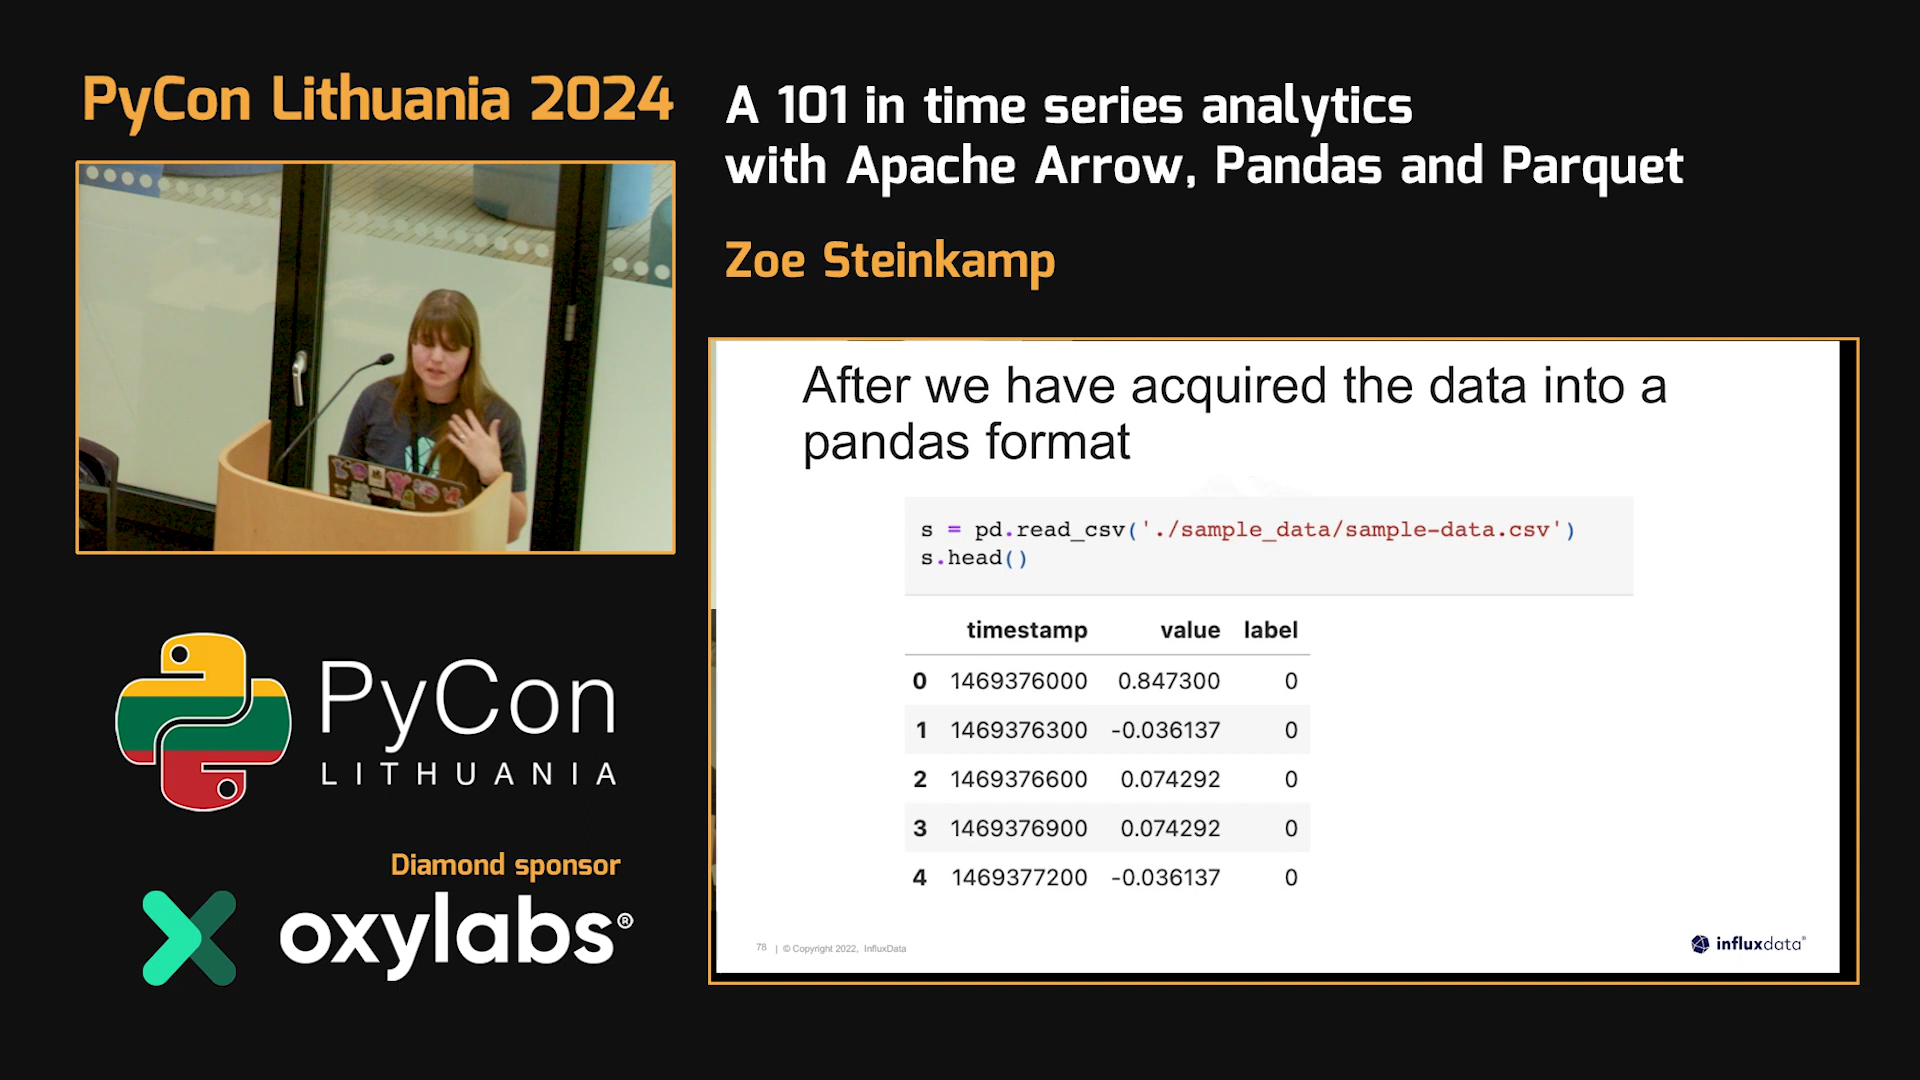 PyCon Lithuania 2024
A 101 in time series analytics
with Apache Arrow, Pandas and Parquet
Zoe Steinkamp
After we have acquired the data into a
pandas format
s = pd.read_csv('./sample_data/sample-data.csv')
s.head()
timestamp value label
0 1469376000 0.847300 0
1 1469376300 -0.036137 0
2 1469376600 0.074292 0
3 1469376900 0.074292 0
4 1469377200 -0.036137 0
78 | © Copyright 2022, InfluxData
influxdata®
PyCon
LITHUANIA
Diamond sponsor
oxylabs®